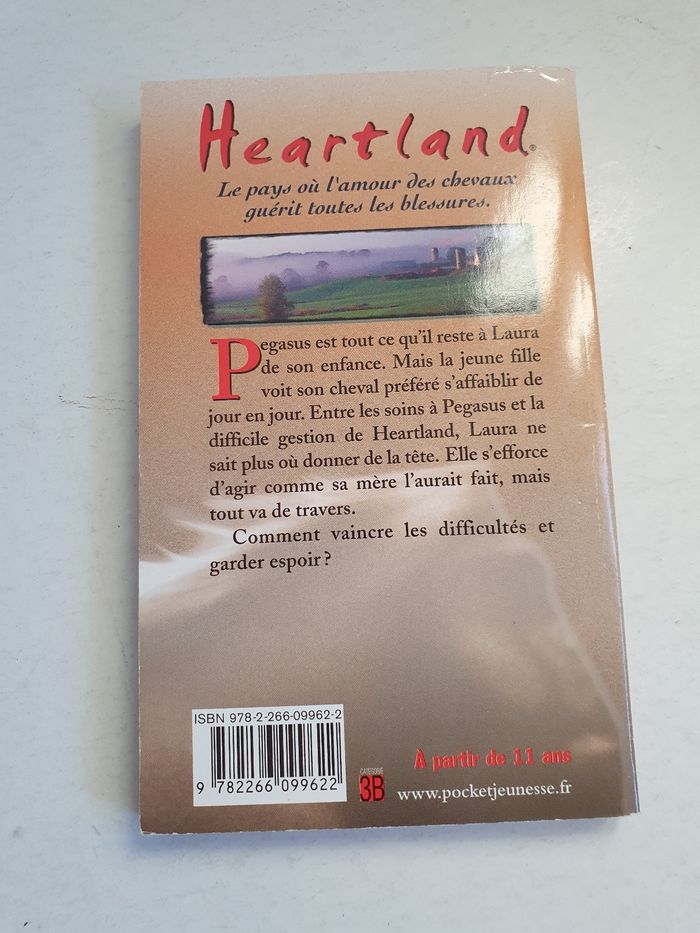 Heartland®
Le pays où l'amour des chevaux
guérit toutes les blessures.
Pegasus est tout ce qu'il reste à Laura
de son enfance. Mais la jeune fille
voit son cheval préféré s'affaiblir de
jour en jour. Entre les soins à Pegasus et la
difficile gestion de Heartland, Laura ne
sait plus où donner de la tête. Elle s'efforce
d'agir comme sa mère l'aurait fait, mais
tout va de travers.
Comment vaincre les difficultés et
garder espoir ?
ISBN 978-2-266-09962-2
9 782266 099622
CATÉGORIE
3B
À partir de 11 ans
www.pocketjeunesse.fr